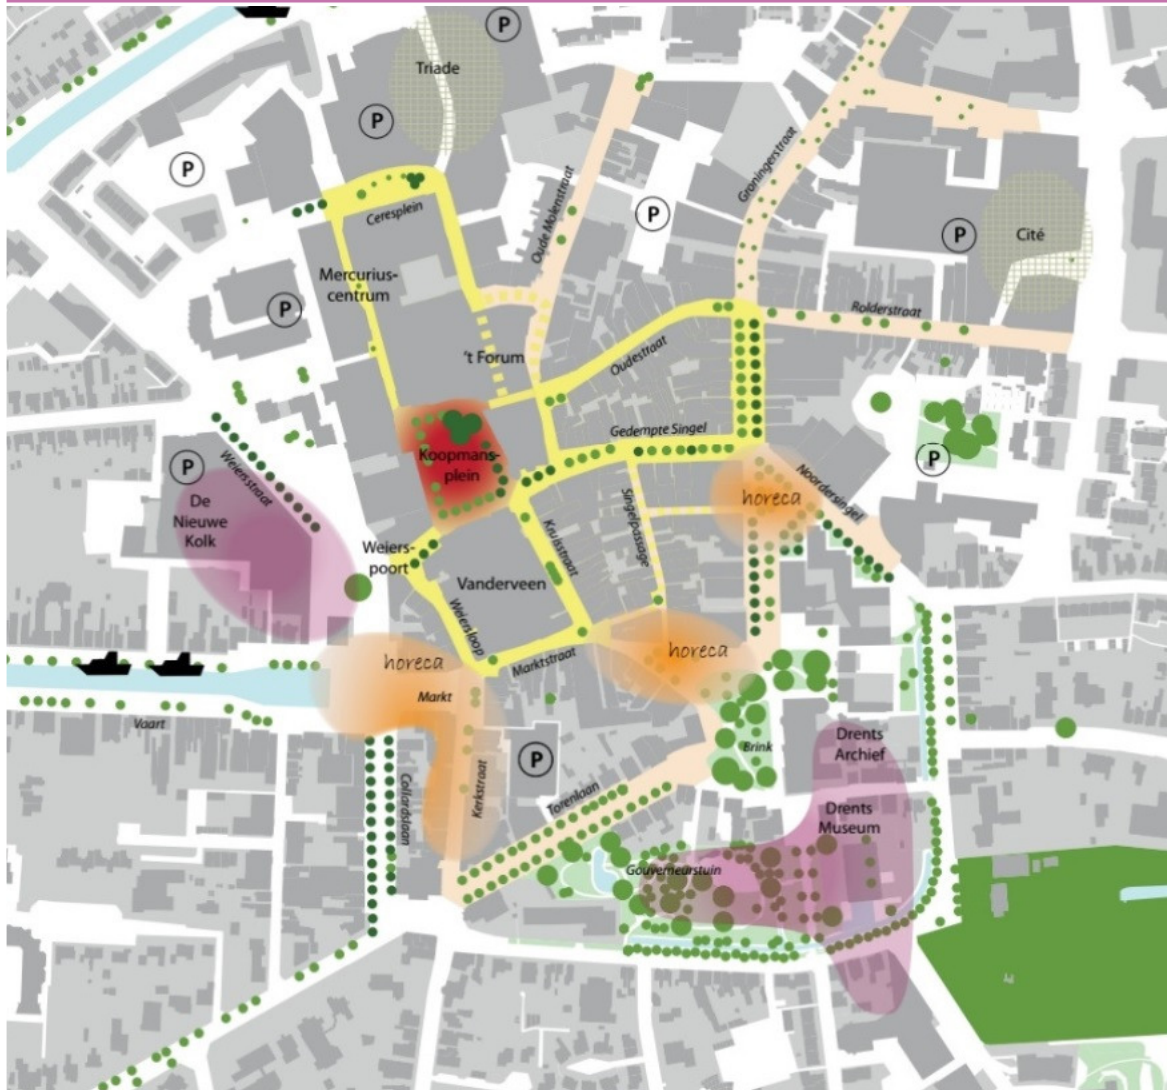 P
Triade
P
P
Groningerstraat
Oude Molenstraat
Ceresplein
P
P
Cité
Mercurius-
centrum
P
Rolderstraat
't Forum
Oudestraat
Gedempte Singel
Koopmans-
plein
P
P
Weiersstraat
De
Nieuwe
Kolk
Singelpassage
horeca
Noordersingel
Weiers-
poort
Kruisstraat
Vanderveen
Weiersloop
Marktstraat
horeca
horeca
Markt
Vaart
Collardslaan
Kerkstraat
P
Torenlaan
Brink
Drents
Archief
Drents
Museum
Gouverneurstuin